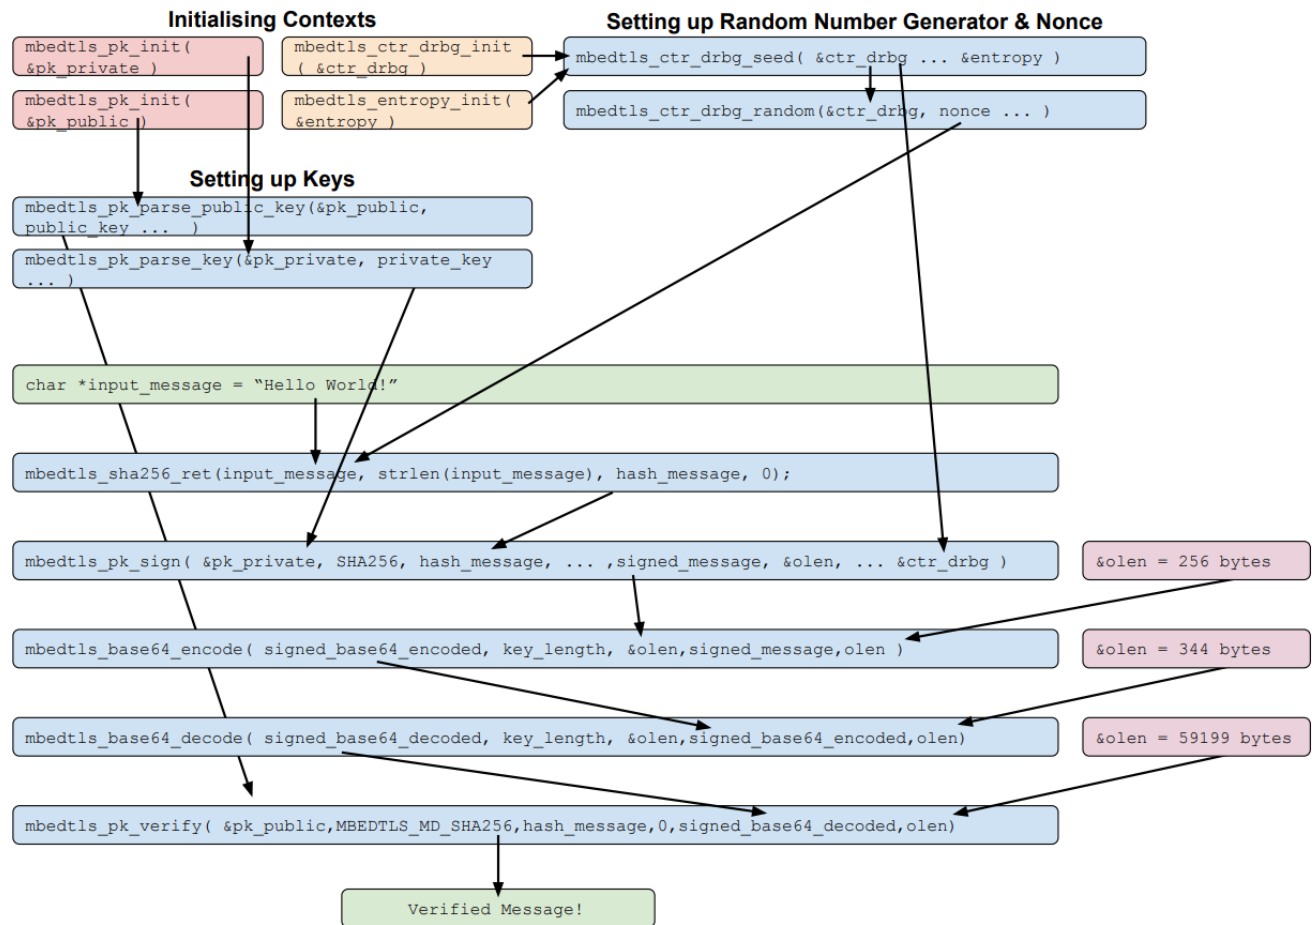 Initialising Contexts
Setting up Random Number Generator & Nonce
mbedtls_pk_init(
&pk_private )
mbedtls_ctr_drbg_init
( &ctr_drbg )
mbedtls_ctr_drbg_seed( &ctr_drbg ... &entropy )
mbedtls_pk_init(
&pk_public )
mbedtls_entropy_init(
&entropy )
mbedtls_ctr_drbg_random(&ctr_drbg, nonce ... )
Setting up Keys
mbedtls_pk_parse_public_key(&pk_public,
public_key ... )
mbedtls_pk_parse_key(&pk_private, private_key
... )
char *input_message = “Hello World!”
mbedtls_sha256_ret(input_message, strlen(input_message), hash_message, 0);
mbedtls_pk_sign( &pk_private, SHA256, hash_message, ... ,signed_message, &olen, ... &ctr_drbg )
&olen = 256 bytes
mbedtls_base64_encode( signed_base64_encoded, key_length, &olen,signed_message,olen )
&olen = 344 bytes
mbedtls_base64_decode( signed_base64_decoded, key_length, &olen,signed_base64_encoded,olen)
&olen = 59199 bytes
mbedtls_pk_verify( &pk_public,MBEDTLS_MD_SHA256,hash_message,0,signed_base64_decoded,olen)
Verified Message!